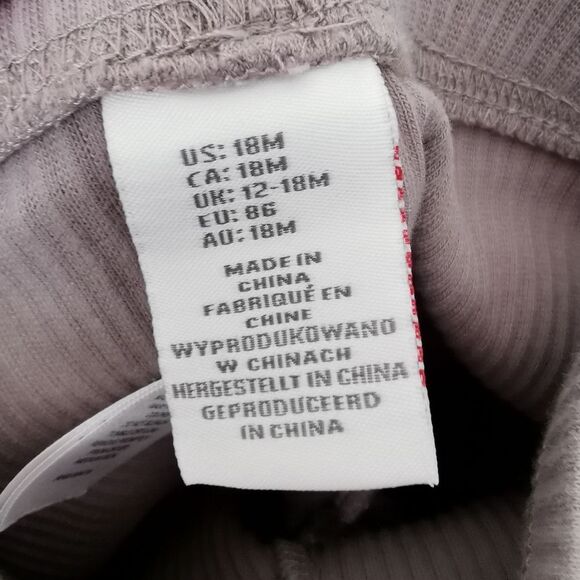 US: 18M
CA: 18M
UK: 12-18M
EU: 86
AU: 18M
MADE IN
CHINA
FABRIQUÉ EN
CHINE
WYPRODUKOWANO
W CHINACH
HERGESTELLT IN CHINA
GEPRODUCEERD
IN CHINA